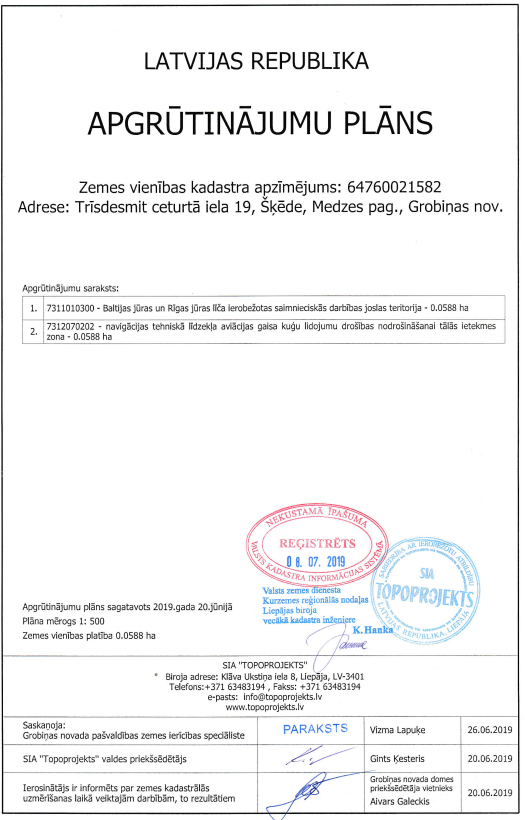 LATVIJAS REPUBLIKA
APGRŪTINĀJUMU PLĀNS
Zemes vienības kadastra apzīmējums: 64760021582
Adrese: Trīsdesmit ceturtā iela 19, Šķēde, Medzes pag., Grobiņas nov.
Apgrūtinājumu saraksts:
1. 7311010300 - Baltijas jūras un Rīgas jūras līča ierobežotas saimnieciskās darbības joslas teritorija - 0.0588 ha
2. 7312070202 - navigācijas tehniskā līdzekļa aviācijas gaisa kuģu lidojumu drošības nodrošināšanai tālās ietekmes
zona - 0.0588 ha
NEKUSTAMĀ ĪPAŠUMA
REĢISTRĒTS
08. 07. 2019
VALSTS KADASTRA INFORMĀCIJAS SISTĒMĀ
Valsts zemes dienesta
Kurzemes reģionālās nodaļas
Liepājas biroja
vecākā kadastra inženiere
K.Hanka
SABIEDRĪBA AR IEROBEŽOTU ATBILDĪBU
SIA
TOPOPROJEKTS
LATVIJAS REPUBLIKA, LIEPĀJA
Apgrūtinājumu plāns sagatavots 2019.gada 20.jūnijā
Plāna mērogs 1: 500
Zemes vienības platība 0.0588 ha
SIA "TOPOPROJEKTS"
* Biroja adrese: Klāva Ukstiņa iela 8, Liepāja, LV-3401
Telefons:+371 63483194 , Fakss: +371 63483194
e-pasts: info@topoprojekts.lv
www.topoprojekts.lv
Saskaņoja:
Grobiņas novada pašvaldības zemes ierīcības speciāliste
PARAKSTS
Vizma Lapuķe
26.06.2019
SIA "Topoprojekts" valdes priekšsēdētājs
Gints Ķesteris
20.06.2019
Ierosinātājs ir informēts par zemes kadastrālās
uzmērīšanas laikā veiktajām darbībām, to rezultātiem
Grobiņas novada domes
priekšsēdētāja vietnieks
Aivars Galeckis
20.06.2019